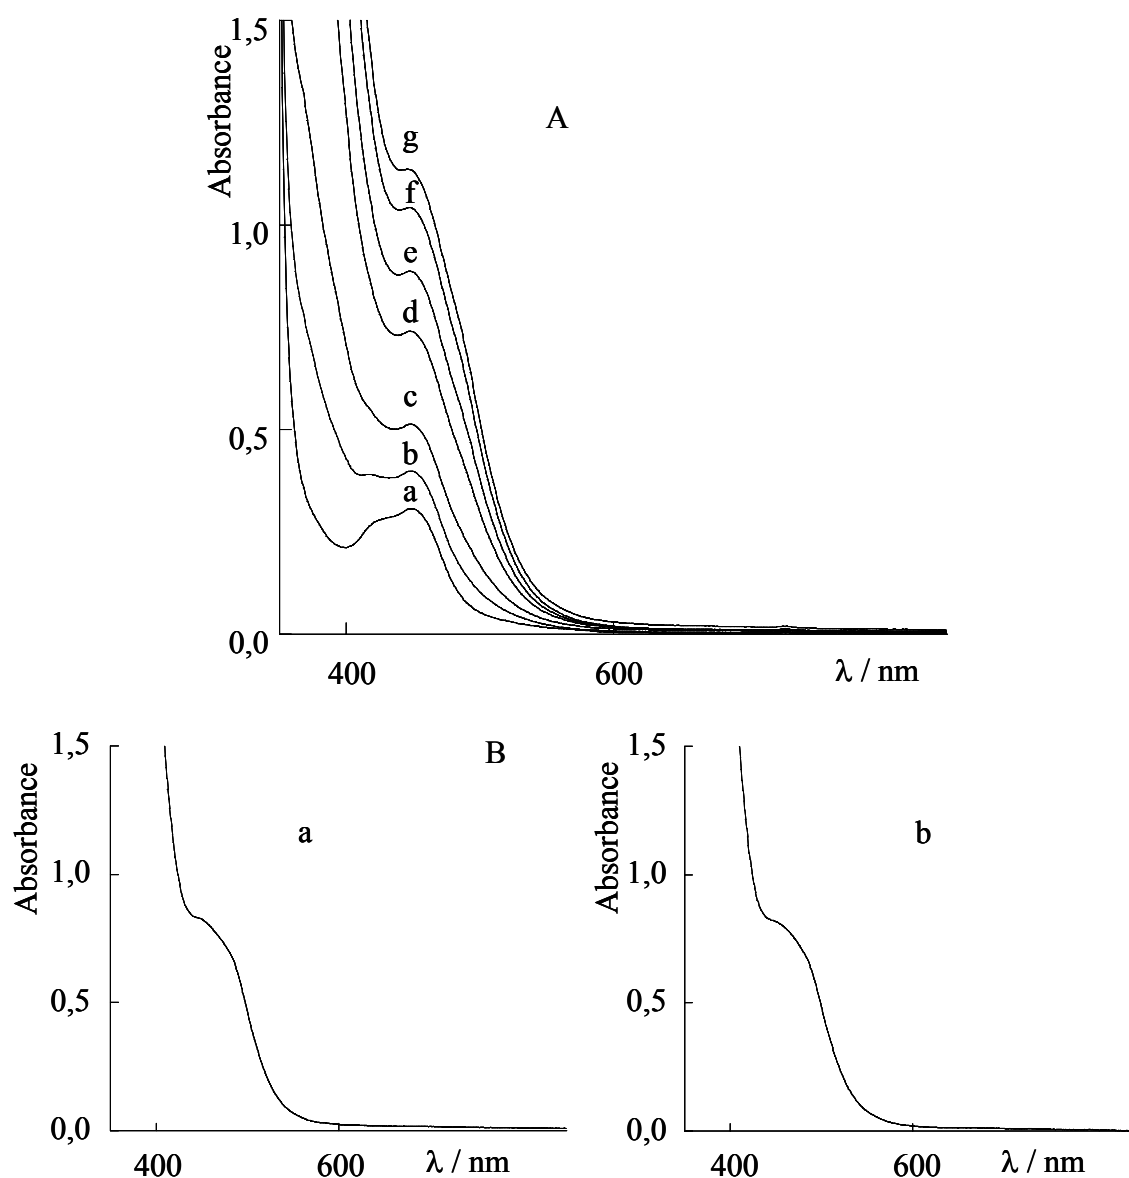 1,5
Absorbance
A
g
f
1,0
e
d
c
0,5
b
a
0,0
400 600 λ / nm
1,5 B 1,5
Absorbance Absorbance
a b
1,0 1,0
0,5 0,5
0,0 0,0
400 600 λ / nm 400 600 λ / nm